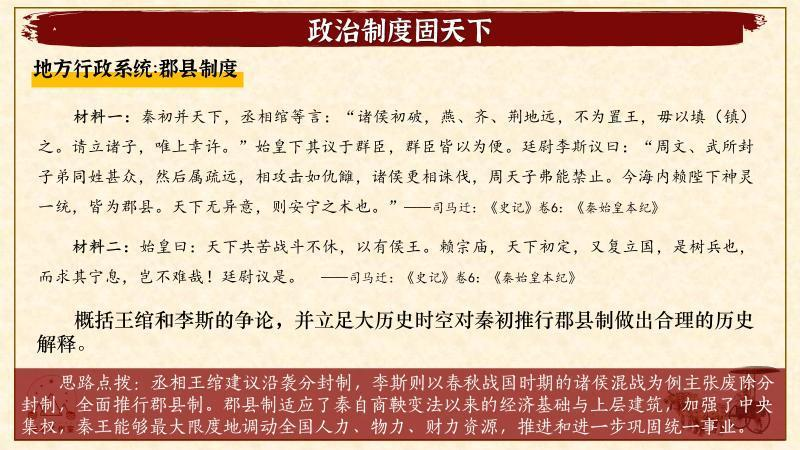 政治制度固天下
地方行政系统:郡县制度
材料一：秦初并天下，丞相绾等言：“诸侯初破，燕、齐、荆地远，不为置王，毋以填（镇）
之。请立诸子，唯上幸许。”始皇下其议于群臣，群臣皆以为便。廷尉李斯议曰：“周文、武所封
子弟同姓甚众，然后属疏远，相攻击如仇雠，诸侯更相诛伐，周天子弗能禁止。今海内赖陛下神灵
一统，皆为郡县。天下无异意，则安宁之术也。”——司马迁：《史记》卷6：《秦始皇本纪》
材料二：始皇曰：天下共苦战斗不休，以有侯王。赖宗庙，天下初定，又复立国，是树兵也，
而求其宁息，岂不难哉！廷尉议是。 ——司马迁：《史记》卷6：《秦始皇本纪》
概括王绾和李斯的争论，并立足大历史时空对秦初推行郡县制做出合理的历史
解释。
思路点拨：丞相王绾建议沿袭分封制，李斯则以春秋战国时期的诸侯混战为例主张废除分
封制，全面推行郡县制。郡县制适应了秦自商鞅变法以来的经济基础与上层建筑，加强了中央
集权，秦王能够最大限度地调动全国人力、物力、财力资源，推进和进一步巩固统一事业。